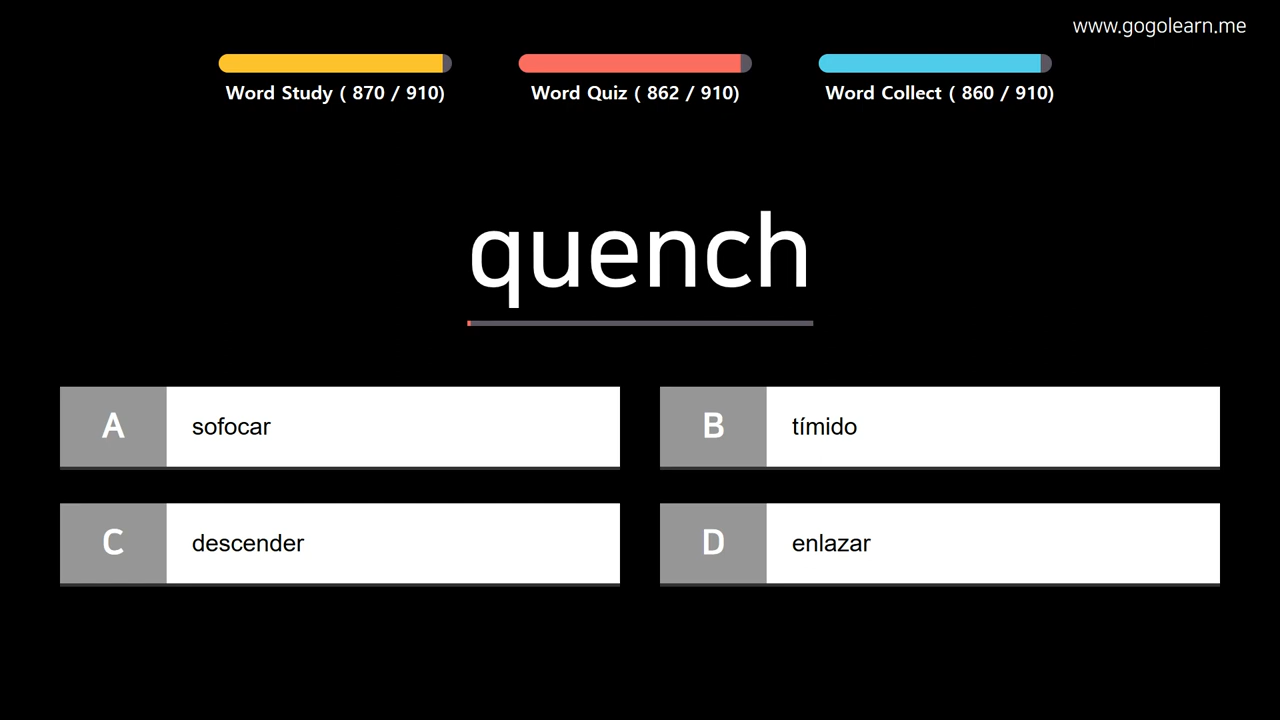 www.gogolearn.me
Word Study ( 870 / 910)
Word Quiz ( 862 / 910)
Word Collect ( 860 / 910)
quench
A sofocar
B tímido
C descender
D enlazar